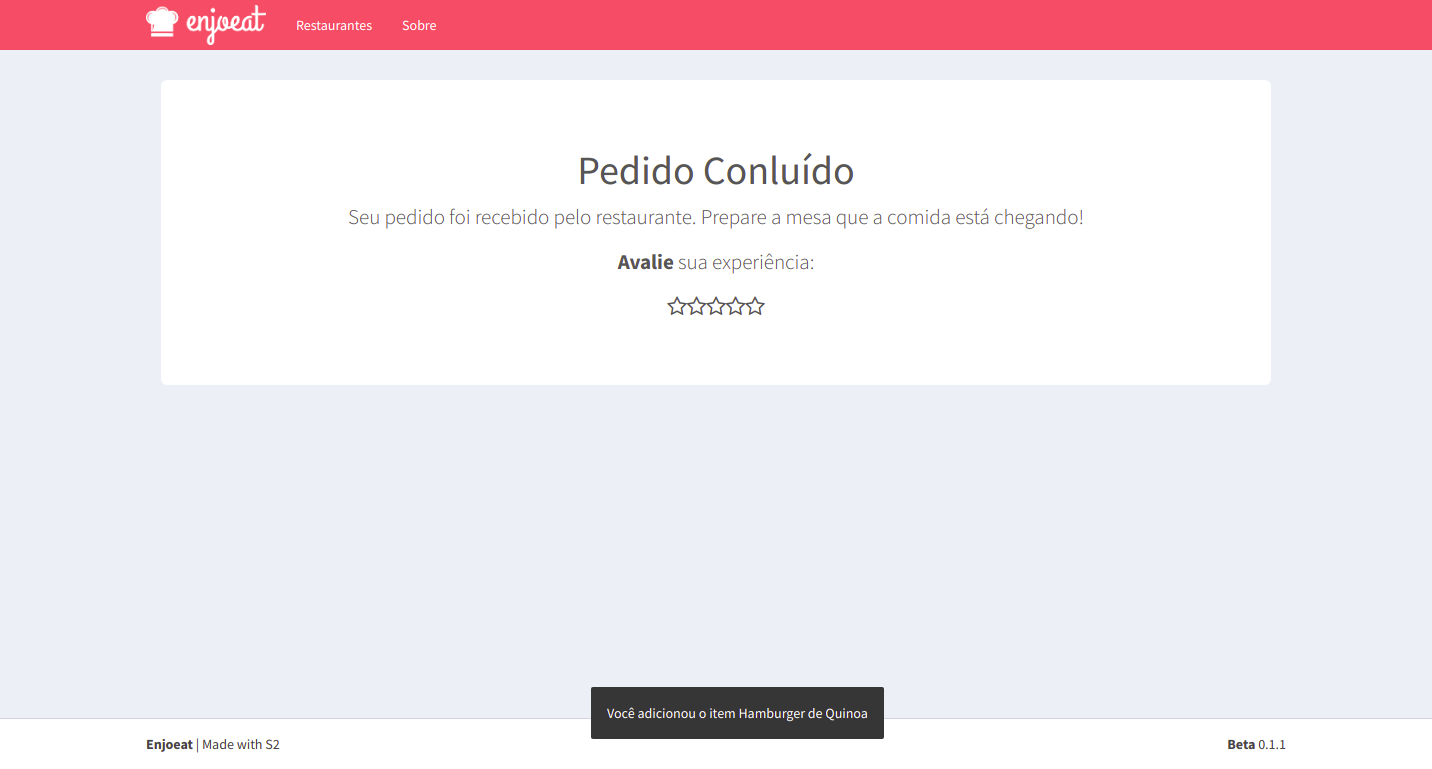 enjoeat
Restaurantes
Sobre
Pedido Conluído
Seu pedido foi recebido pelo restaurante. Prepare a mesa que a comida está chegando!
Avalie sua experiência:
Você adicionou o item Hamburger de Quinoa
Enjoeat | Made with S2
Beta 0.1.1